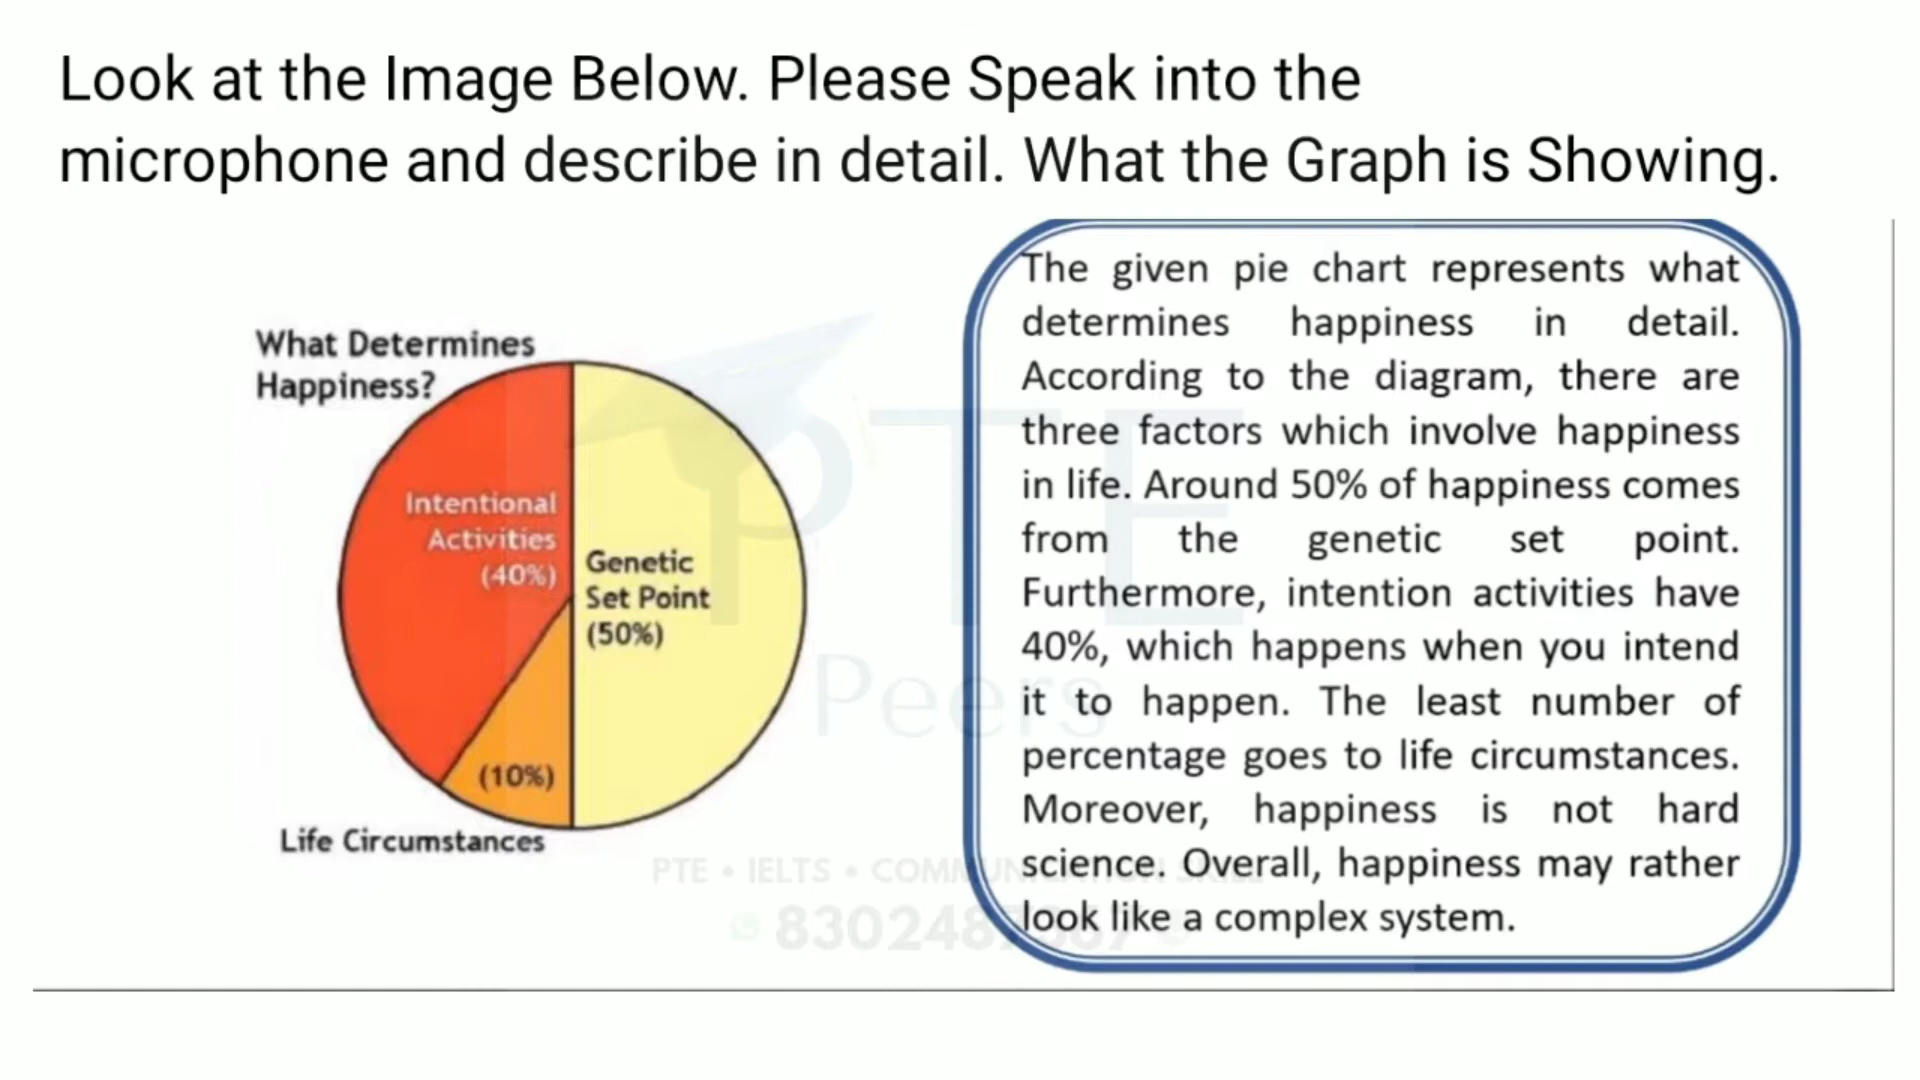 Look at the Image Below. Please Speak into the
microphone and describe in detail. What the Graph is Showing.
What Determines
Happiness?
Intentional
Activities
(40%)
Genetic
Set Point
(50%)
(10%)
Life Circumstances
The given pie chart represents what
determines happiness in detail.
According to the diagram, there are
three factors which involve happiness
in life. Around 50% of happiness comes
from the genetic set point.
Furthermore, intention activities have
40%, which happens when you intend
it to happen. The least number of
percentage goes to life circumstances.
Moreover, happiness is not hard
science. Overall, happiness may rather
look like a complex system.
PTE
Peers
PTE • IELTS • COMMUNICATION